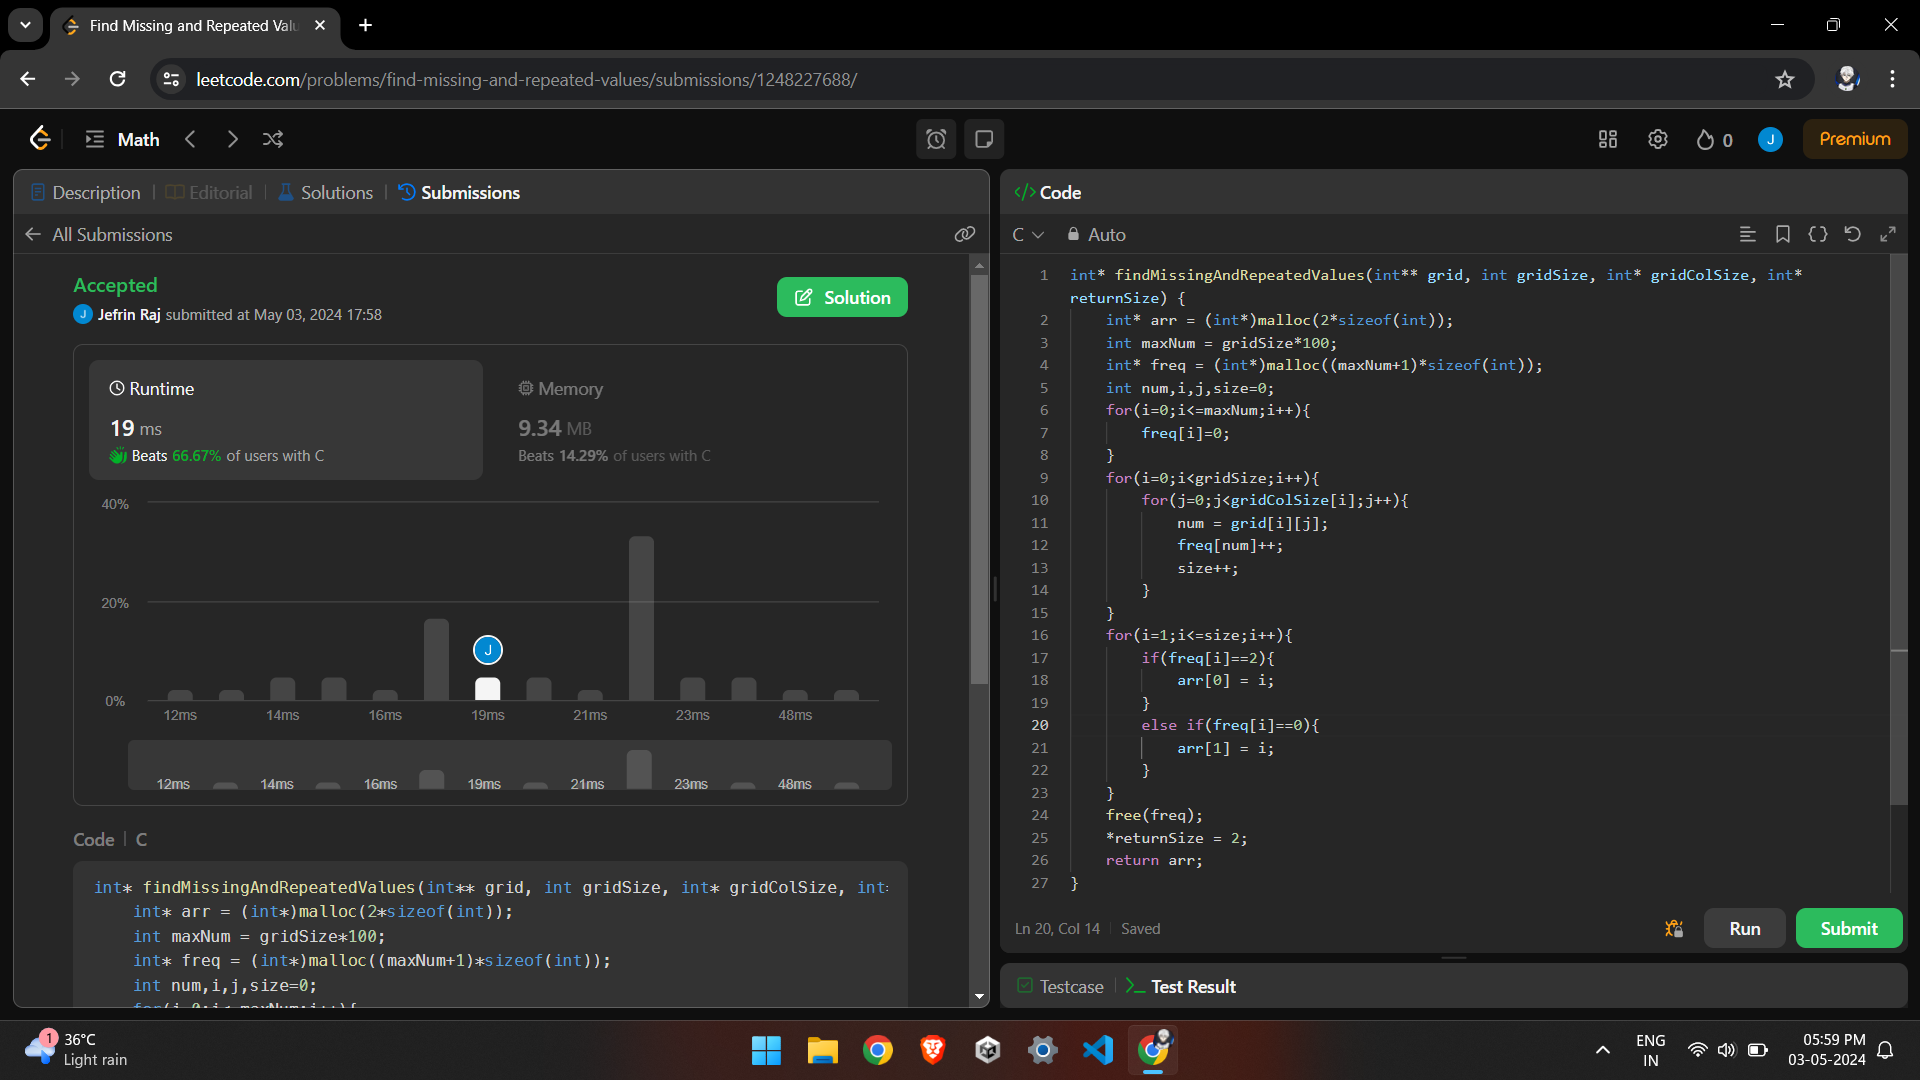 Find Missing and Repeated Valu
leetcode.com/problems/find-missing-and-repeated-values/submissions/1248227688/
Math
0
J
Premium
Description
Editorial
Solutions
Submissions
All Submissions
Accepted
J Jefrin Raj submitted at May 03, 2024 17:58
Solution
Runtime
19 ms
Beats 66.67% of users with C
Memory
9.34 MB
Beats 14.29% of users with C
40%
20%
0%
J
12ms 14ms 16ms 19ms 21ms 23ms 48ms
12ms 14ms 16ms 19ms 21ms 23ms 48ms
Code | C
int* findMissingAndRepeatedValues(int** grid, int gridSize, int* gridColSize, int*
int* arr = (int*)malloc(2*sizeof(int));
int maxNum = gridSize*100;
int* freq = (int*)malloc((maxNum+1)*sizeof(int));
int num,i,j,size=0;
for(i=0;i<=maxNum;i++){
</> Code
C
Auto
1 int* findMissingAndRepeatedValues(int** grid, int gridSize, int* gridColSize, int*
returnSize) {
2 int* arr = (int*)malloc(2*sizeof(int));
3 int maxNum = gridSize*100;
4 int* freq = (int*)malloc((maxNum+1)*sizeof(int));
5 int num,i,j,size=0;
6 for(i=0;i<=maxNum;i++){
7 freq[i]=0;
8 }
9 for(i=0;i<gridSize;i++){
10 for(j=0;j<gridColSize[i];j++){
11 num = grid[i][j];
12 freq[num]++;
13 size++;
14 }
15 }
16 for(i=1;i<=size;i++){
17 if(freq[i]==2){
18 arr[0] = i;
19 }
20 else if(freq[i]==0){
21 arr[1] = i;
22 }
23 }
24 free(freq);
25 *returnSize = 2;
26 return arr;
27 }
Ln 20, Col 14 | Saved
Run
Submit
Testcase
Test Result
1
36°C
Light rain
ENG
IN
05:59 PM
03-05-2024